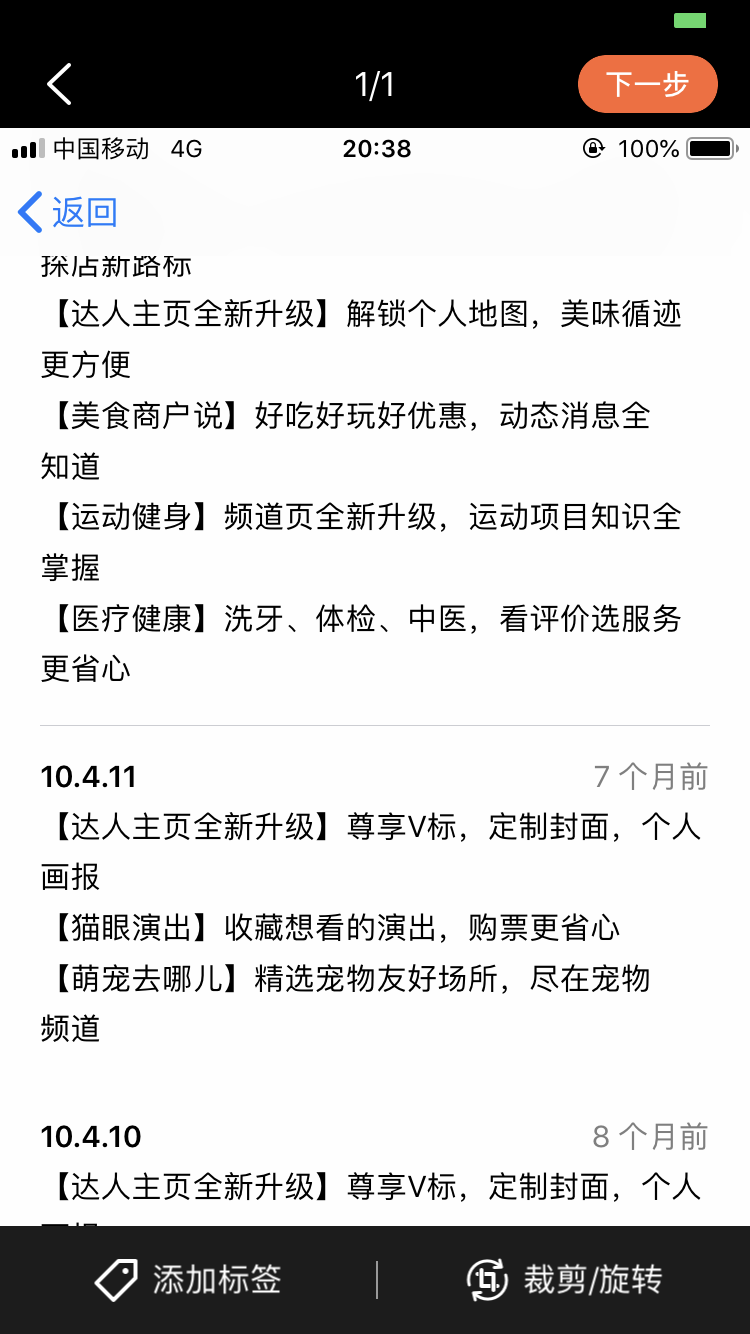 1/1
下一步
中国移动 4G 20:38 100%
返回
探店新路标
【达人主页全新升级】解锁个人地图，美味循迹
更方便
【美食商户说】好吃好玩好优惠，动态消息全
知道
【运动健身】频道页全新升级，运动项目知识全
掌握
【医疗健康】洗牙、体检、中医，看评价选服务
更省心
10.4.11 7 个月前
【达人主页全新升级】尊享V标，定制封面，个人
画报
【猫眼演出】收藏想看的演出，购票更省心
【萌宠去哪儿】精选宠物友好场所，尽在宠物
频道
10.4.10 8 个月前
【达人主页全新升级】尊享V标，定制封面，个人
添加标签 裁剪/旋转